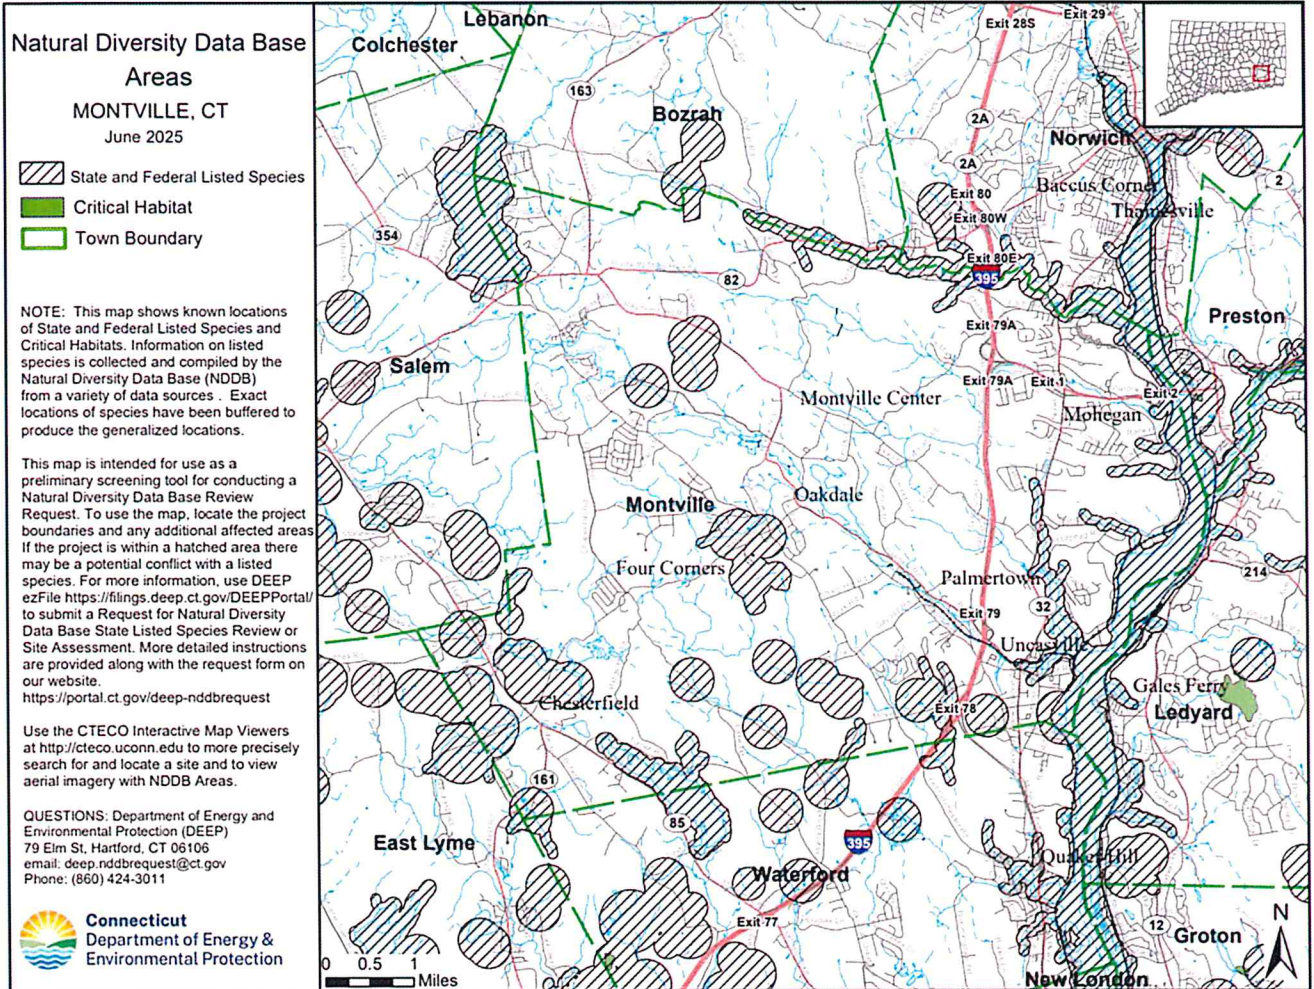 Natural Diversity Data Base
Areas
MONTVILLE, CT
June 2025
State and Federal Listed Species
Critical Habitat
Town Boundary
NOTE: This map shows known locations
of State and Federal Listed Species and
Critical Habitats. Information on listed
species is collected and compiled by the
Natural Diversity Data Base (NDDB)
from a variety of data sources . Exact
locations of species have been buffered to
produce the generalized locations.
This map is intended for use as a
preliminary screening tool for conducting a
Natural Diversity Data Base Review
Request. To use the map, locate the project
boundaries and any additional affected areas
If the project is within a hatched area there
may be a potential conflict with a listed
species. For more information, use DEEP
ezFile https://filings.deep.ct.gov/DEEPPortal/
to submit a Request for Natural Diversity
Data Base State Listed Species Review or
Site Assessment. More detailed instructions
are provided along with the request form on
our website.
https://portal.ct.gov/deep-nddbrequest
Use the CTECO Interactive Map Viewers
at http://cteco.uconn.edu to more precisely
search for and locate a site and to view
aerial imagery with NDDB Areas.
QUESTIONS: Department of Energy and
Environmental Protection (DEEP)
79 Elm St, Hartford, CT 06106
email: deep.nddbrequest@ct.gov
Phone: (860) 424-3011
Connecticut
Department of Energy &
Environmental Protection
Lebanon
Colchester
Exit 28S
Exit 29
163
Bozrah
2A
Norwich
2A
2
Exit 80
Baccus Corner
Exit 80W
Thamesville
354
Exit 80E
395
82
Preston
Exit 79A
Salem
Exit 79A
Exit 1
Exit 2
Montville Center
Mohegan
Oakdale
Montville
Four Corners
Palmertown
214
32
Exit 79
Uncasville
Gales Ferry
Ledyard
Chesterfield
Exit 78
161
85
395
East Lyme
Waterford
Quaker Hill
Exit 77
12
Groton
N
New London
0 0.5 1
Miles